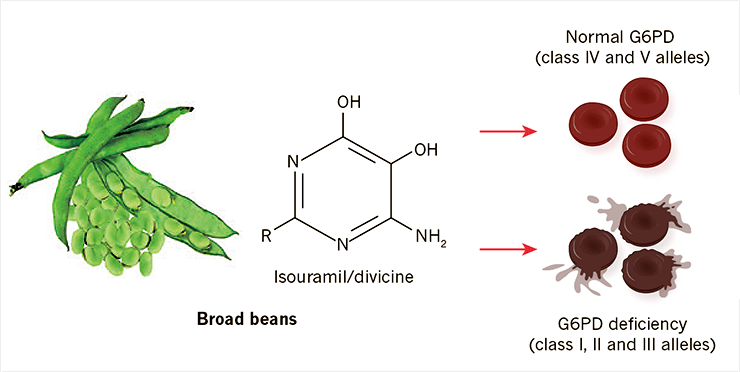 Normal G6PD
(class IV and V alleles)
OH
OH
N
N
R
NH₂
Isouramil/divicine
Broad beans
G6PD deficiency
(class I, II and III alleles)